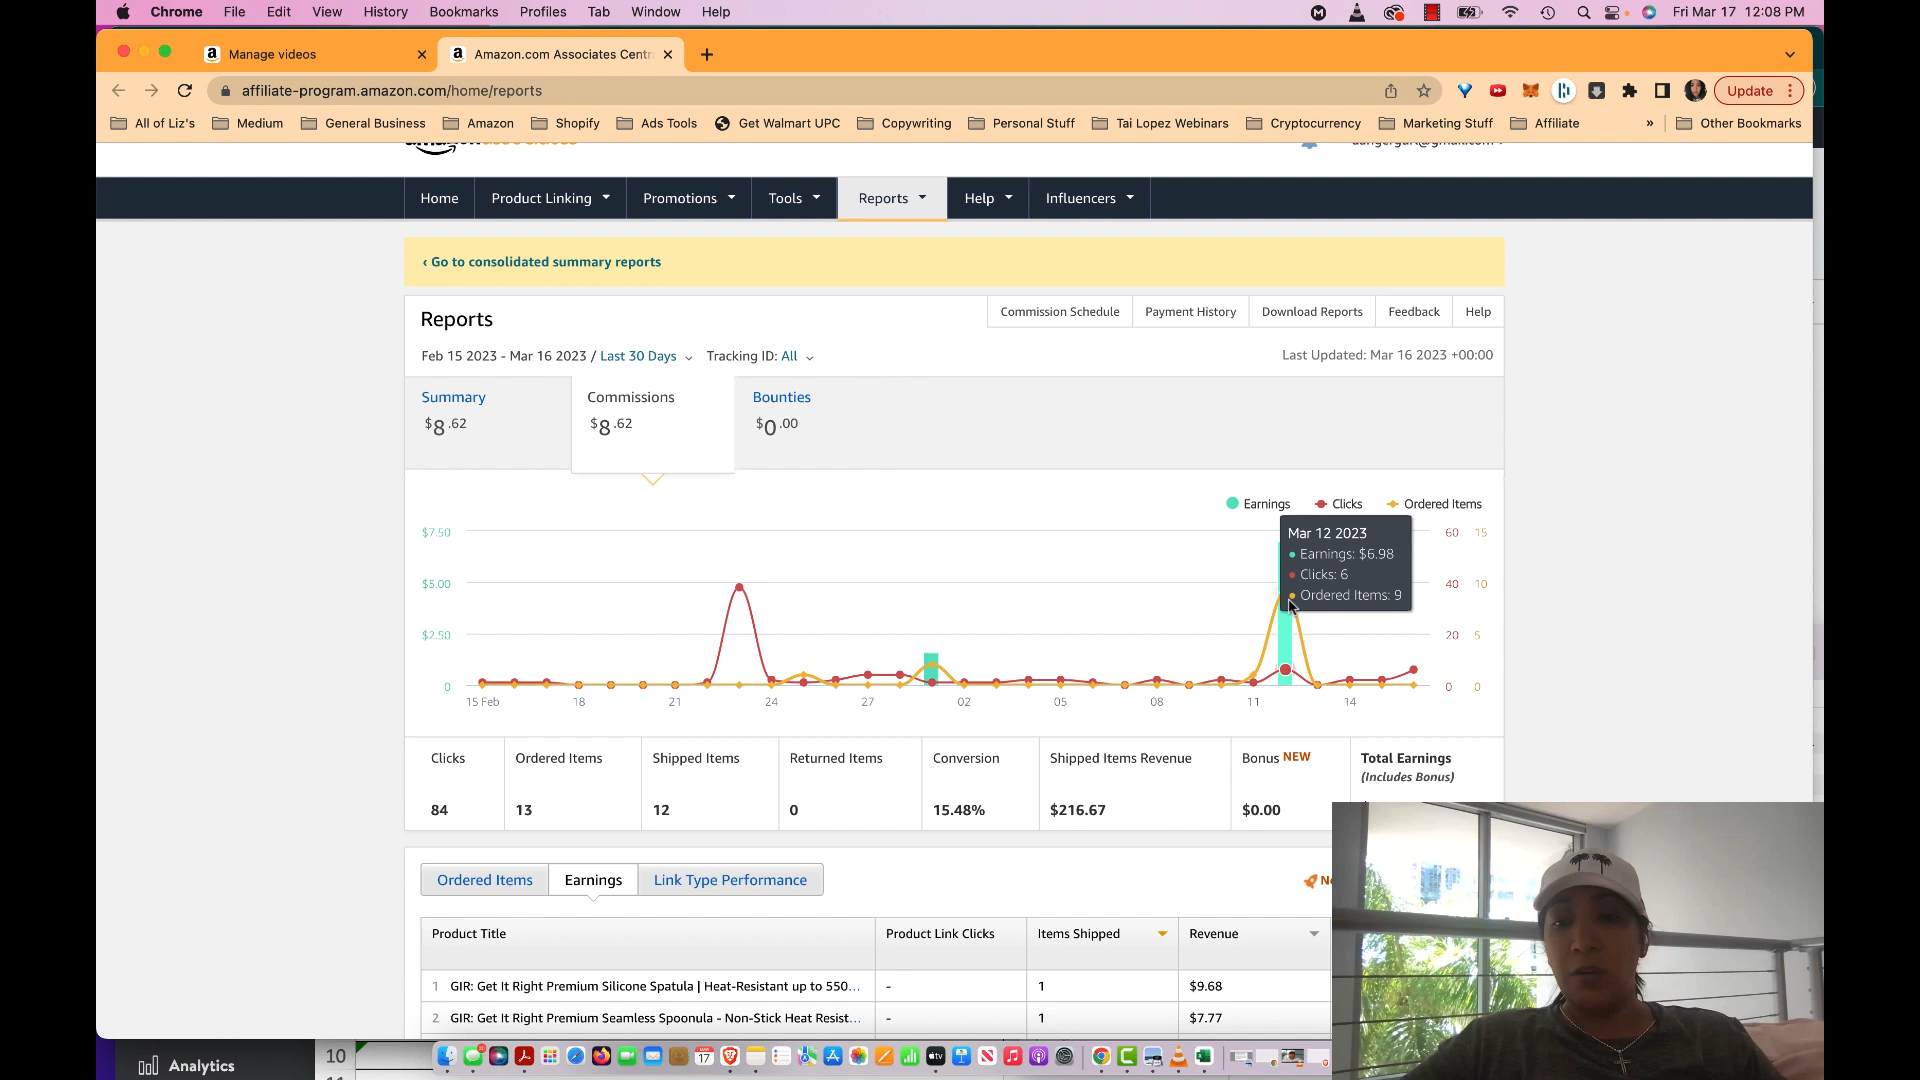 Chrome File Edit View History Bookmarks Profiles Tab Window Help Fri Mar 17 12:08 PM
Manage videos Amazon.com Associates Centr
affiliate-program.amazon.com/home/reports Update
All of Liz's Medium General Business Amazon Shopify Ads Tools Get Walmart UPC Copywriting Personal Stuff Tai Lopez Webinars Cryptocurrency Marketing Stuff Affiliate » Other Bookmarks
Home Product Linking Promotions Tools Reports Help Influencers
‹ Go to consolidated summary reports
Reports Commission Schedule Payment History Download Reports Feedback Help
Feb 15 2023 - Mar 16 2023 / Last 30 Days Tracking ID: All Last Updated: Mar 16 2023 +00:00
Summary Commissions Bounties
$8.62 $8.62 $0.00
Earnings Clicks Ordered Items
$7.50 Mar 12 2023 60 15
Earnings: $6.98
$5.00 Clicks: 6 40 10
Ordered Items: 9
$2.50 20 5
0 0 0
15 Feb 18 21 24 27 02 05 08 11 14
Clicks Ordered Items Shipped Items Returned Items Conversion Shipped Items Revenue Bonus NEW Total Earnings
(Includes Bonus)
84 13 12 0 15.48% $216.67 $0.00
Ordered Items Earnings Link Type Performance
Product Title Product Link Clicks Items Shipped Revenue
1 GIR: Get It Right Premium Silicone Spatula | Heat-Resistant up to 550... - 1 $9.68
2 GIR: Get It Right Premium Seamless Spoonula - Non-Stick Heat Resist... - 1 $7.77
Analytics 10